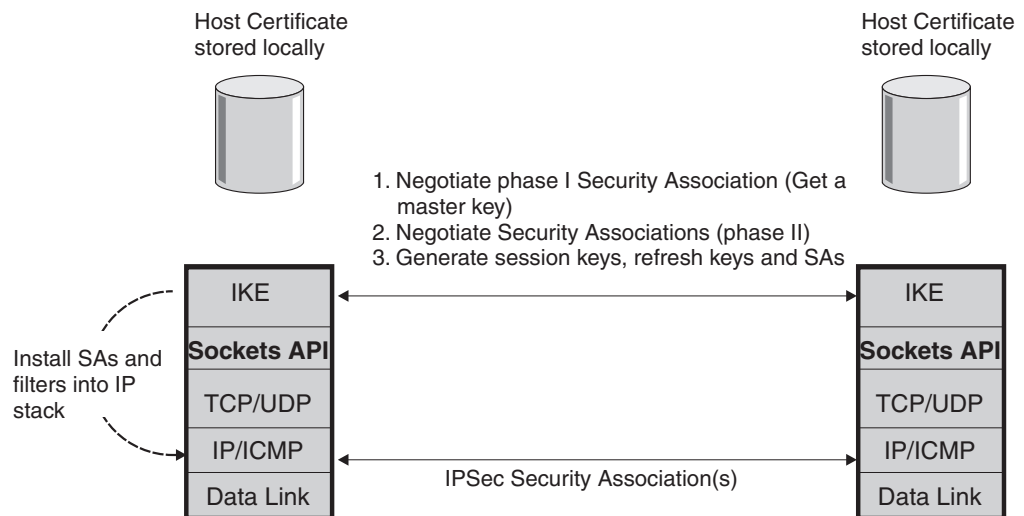 Host Certificate
stored locally
Host Certificate
stored locally
1. Negotiate phase I Security Association (Get a
master key)
2. Negotiate Security Associations (phase II)
3. Generate session keys, refresh keys and SAs
IKE
Sockets API
TCP/UDP
IP/ICMP
Data Link
Install SAs and
filters into IP
stack
IPSec Security Association(s)
IKE
Sockets API
TCP/UDP
IP/ICMP
Data Link